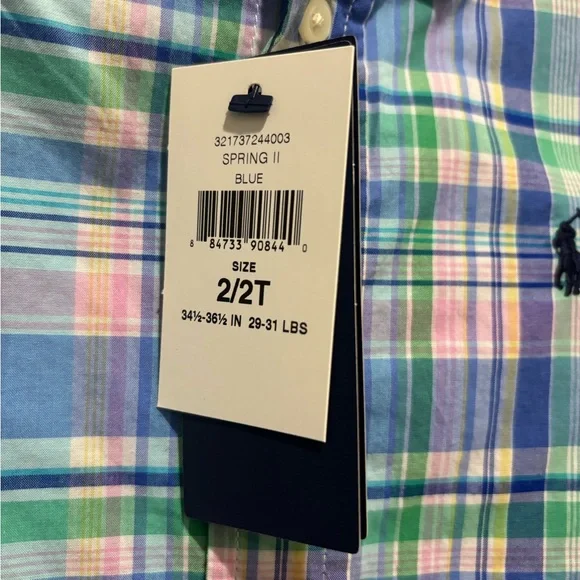 321737244003
SPRING II
BLUE
8 84733 90844 0
SIZE
2/2T
34½-36½ IN 29-31 LBS